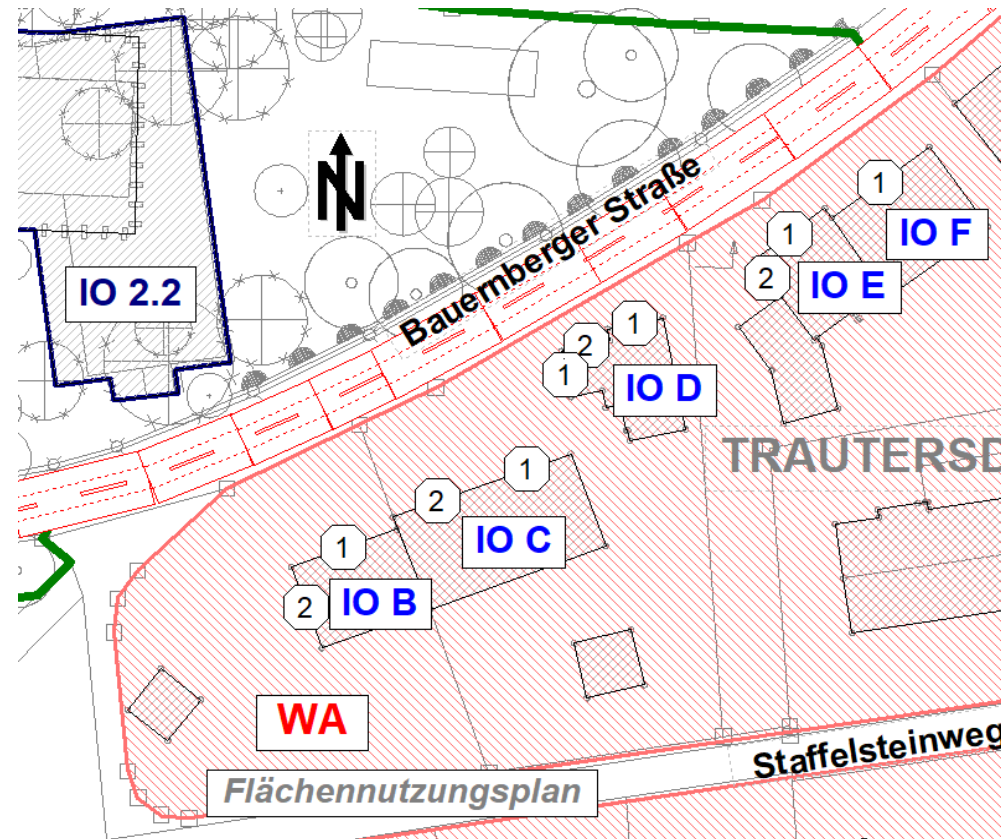 N
Bauernberger Straße
1
IO F
1
2
IO E
IO 2.2
1
2
1
IO D
TRAUTERSD
1
2
IO C
1
2
IO B
WA
Staffelsteinweg
Flächennutzungsplan